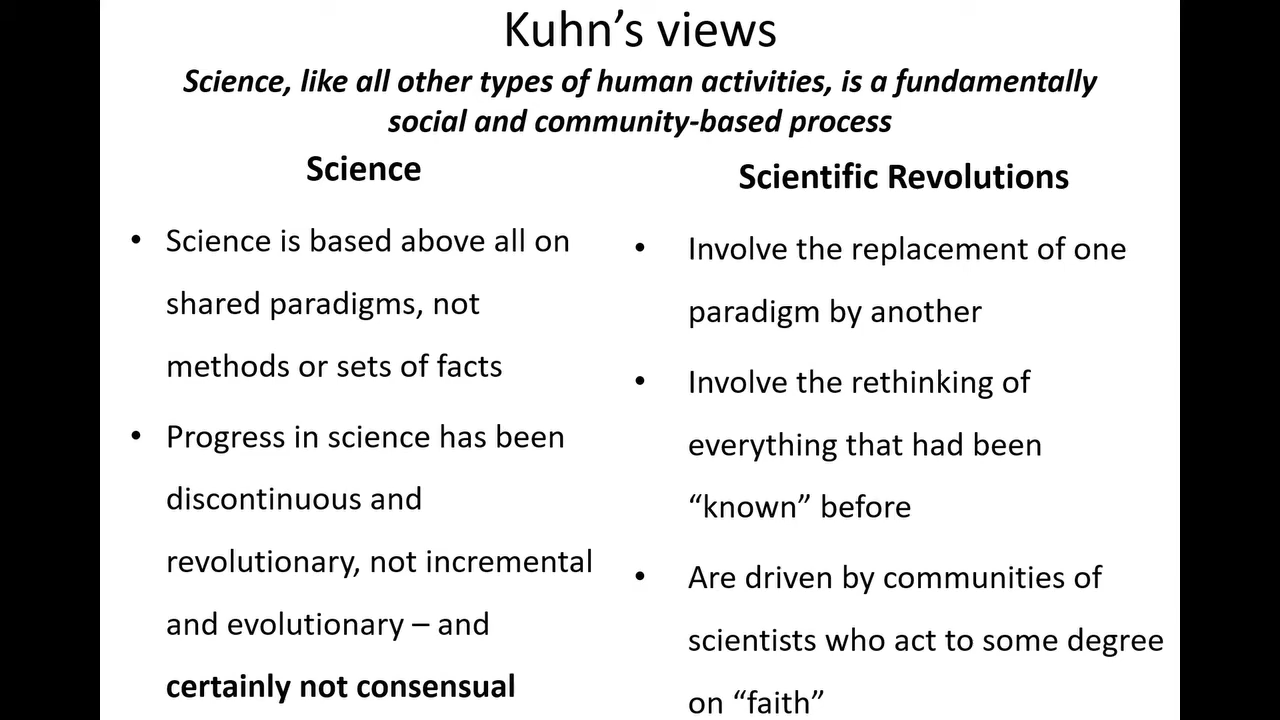 Kuhn’s views
Science, like all other types of human activities, is a fundamentally
social and community-based process
Science
• Science is based above all on
shared paradigms, not
methods or sets of facts
• Progress in science has been
discontinuous and
revolutionary, not incremental
and evolutionary – and
certainly not consensual
Scientific Revolutions
• Involve the replacement of one
paradigm by another
• Involve the rethinking of
everything that had been
“known” before
• Are driven by communities of
scientists who act to some degree
on “faith”